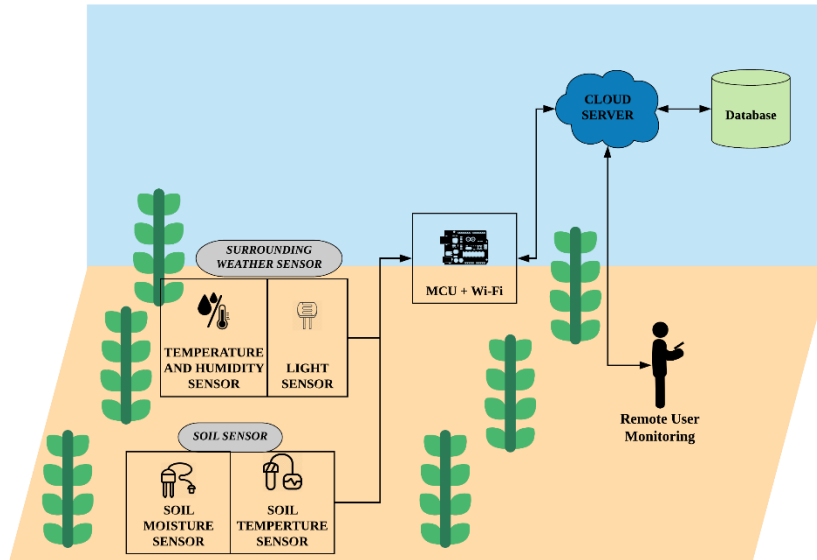 CLOUD
SERVER
Database
SURROUNDING
WEATHER SENSOR
MCU + Wi-Fi
TEMPERATURE
AND HUMIDITY
SENSOR
LIGHT
SENSOR
Remote User
Monitoring
SOIL SENSOR
SOIL
MOISTURE
SENSOR
SOIL
TEMPERTURE
SENSOR